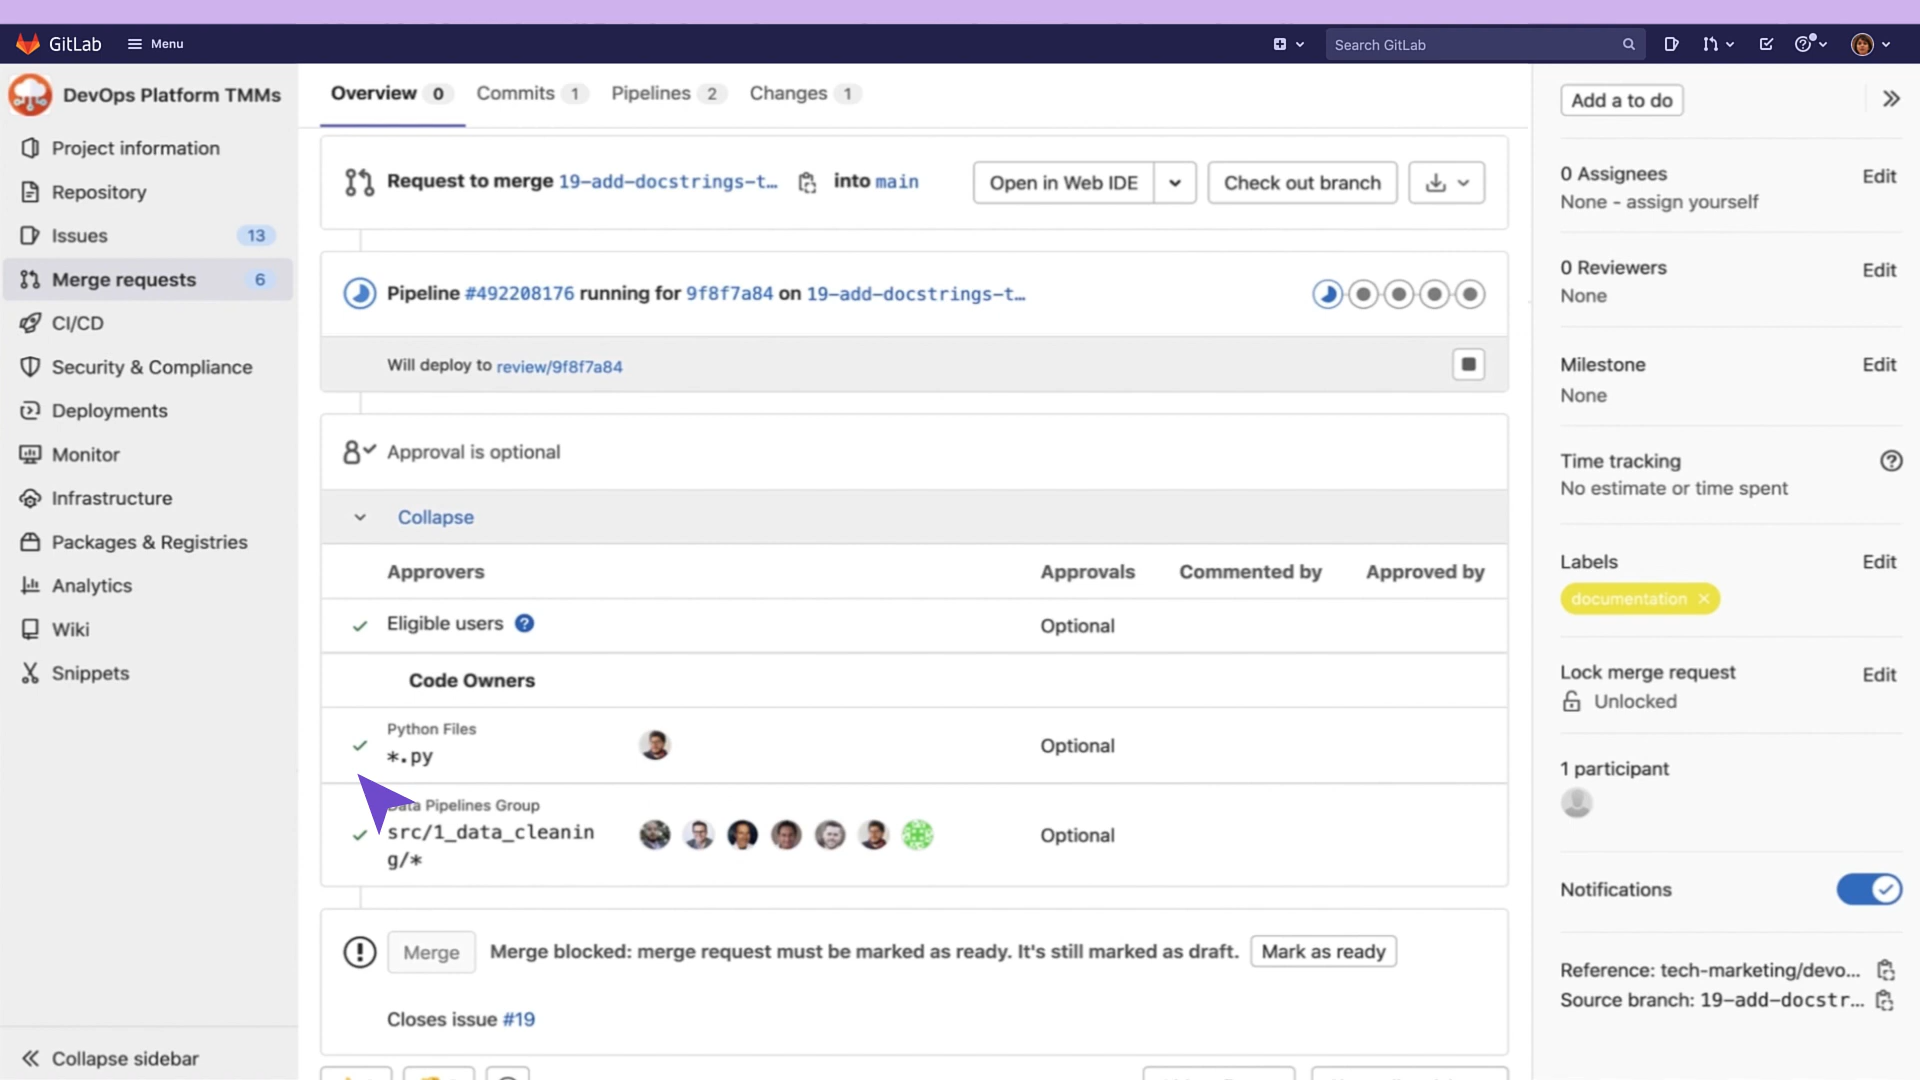 GitLab
Menu
Search GitLab
DevOps Platform TMMs
Project information
Repository
Issues 13
Merge requests 6
CI/CD
Security & Compliance
Deployments
Monitor
Infrastructure
Packages & Registries
Analytics
Wiki
Snippets
Collapse sidebar
Overview 0 Commits 1 Pipelines 2 Changes 1
Request to merge 19-add-docstrings-t… into main
Open in Web IDE
Check out branch
Pipeline #492208176 running for 9f8f7a84 on 19-add-docstrings-t…
Will deploy to review/9f8f7a84
Approval is optional
Collapse
Approvers Approvals Commented by Approved by
Eligible users ? Optional
Code Owners
Python Files
*.py Optional
Data Pipelines Group
src/1_data_cleanin
g/* Optional
Merge Merge blocked: merge request must be marked as ready. It's still marked as draft. Mark as ready
Closes issue #19
Add a to do
0 Assignees Edit
None - assign yourself
0 Reviewers Edit
None
Milestone Edit
None
Time tracking
No estimate or time spent
Labels Edit
documentation ×
Lock merge request Edit
Unlocked
1 participant
Notifications
Reference: tech-marketing/devo…
Source branch: 19-add-docstr…